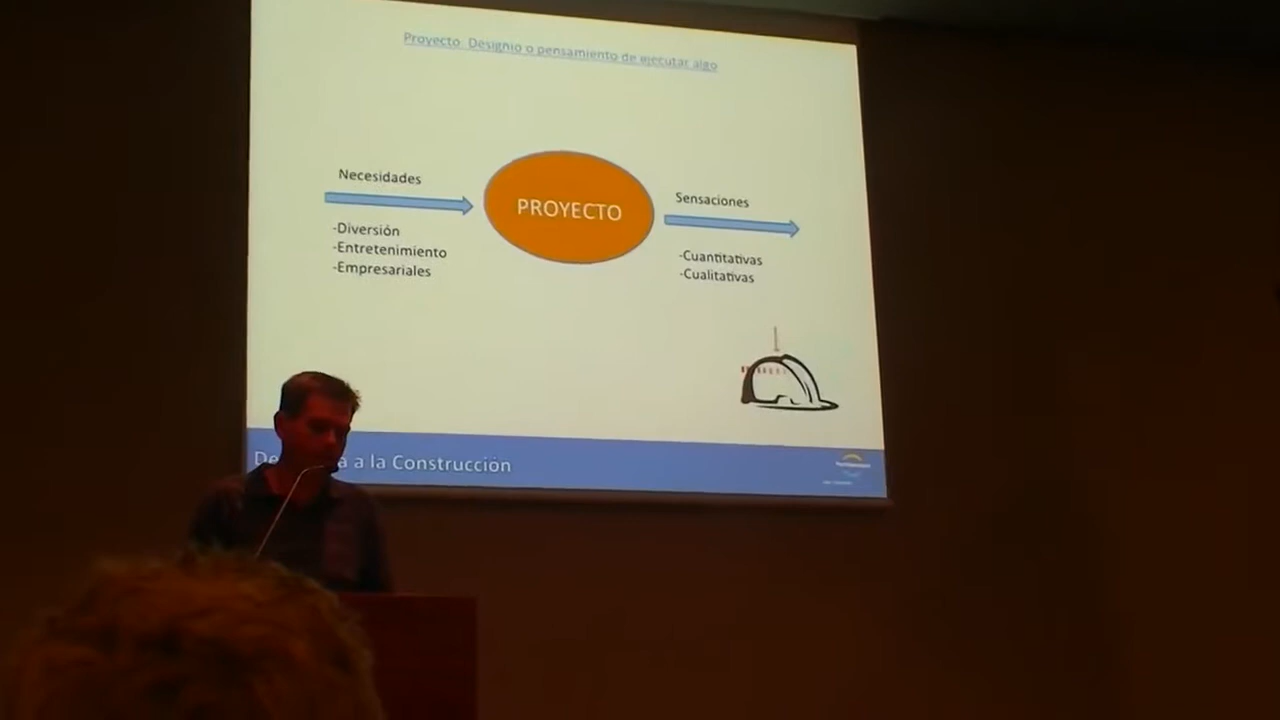 Proyecto: Designio o pensamiento de ejecutar algo
Necesidades
-Diversión
-Entretenimiento
-Empresariales
PROYECTO
Sensaciones
-Cuantitativas
-Cualitativas
a la Construcción